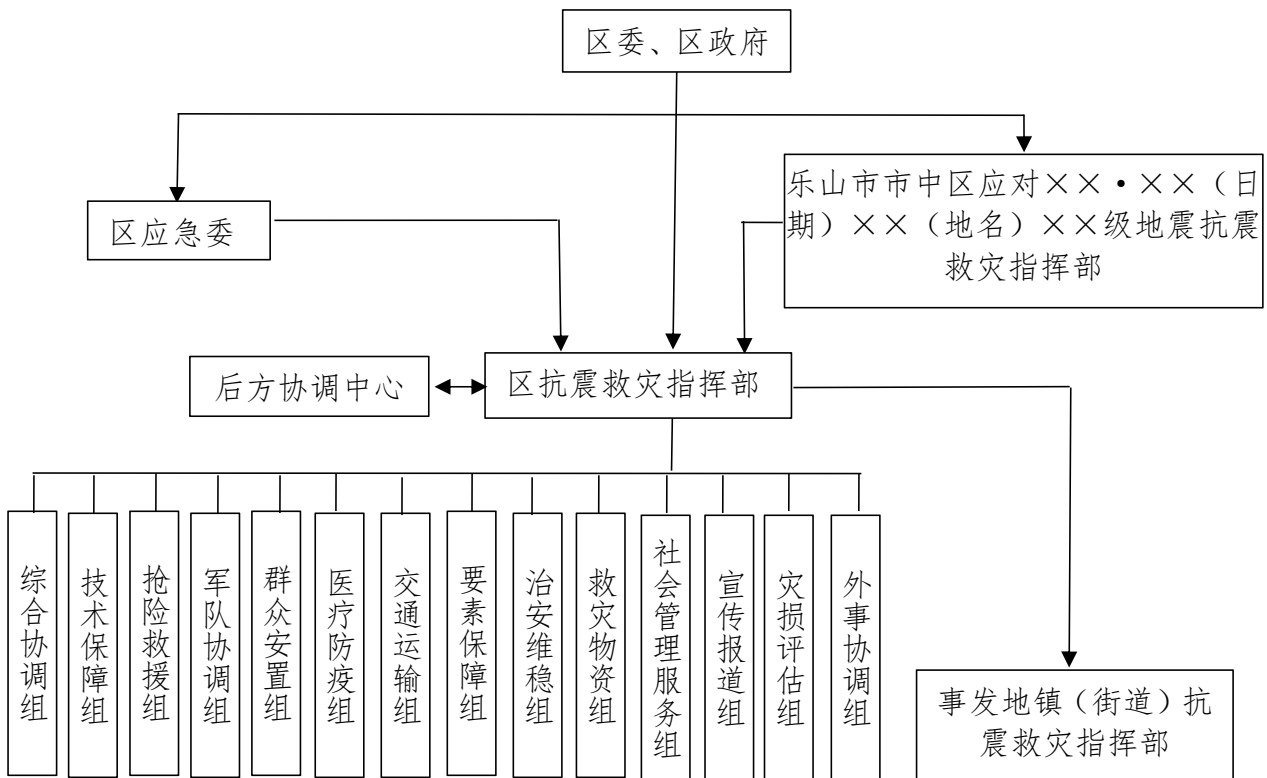 区委、区政府
乐山市市中区应对××·××（日
期）××（地名）××级地震抗震
救灾指挥部
区应急委
后方协调中心
区抗震救灾指挥部
综合协调组
技术保障组
抢险救援组
军队协调组
群众安置组
医疗防疫组
交通运输组
要素保障组
治安维稳组
救灾物资组
社会管理服务组
宣传报道组
灾损评估组
外事协调组
事发地镇（街道）抗
震救灾指挥部